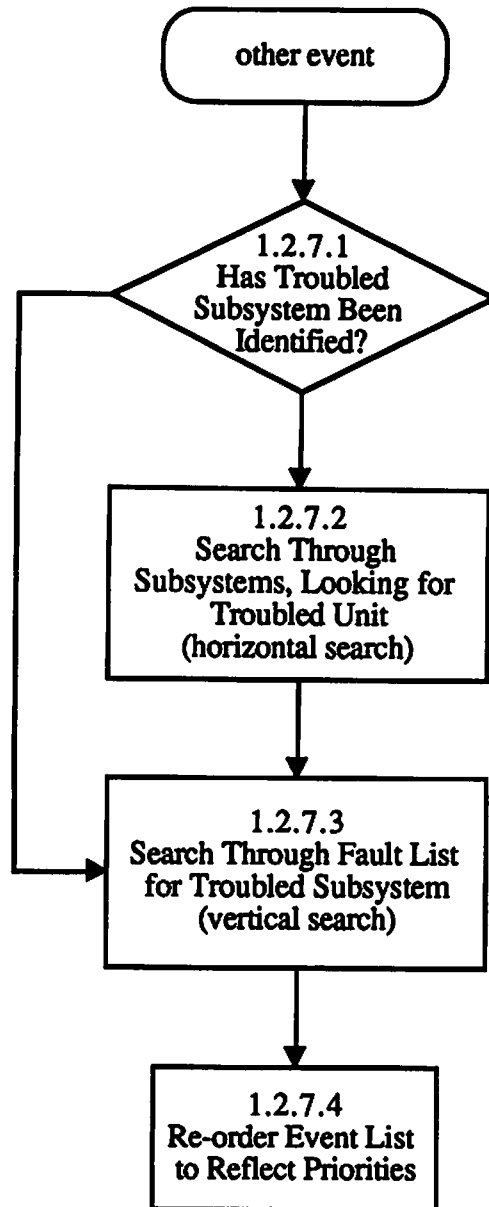 other event
1.2.7.1
Has Troubled
Subsystem Been
Identified?
1.2.7.2
Search Through
Subsystems, Looking for
Troubled Unit
(horizontal search)
1.2.7.3
Search Through Fault List
for Troubled Subsystem
(vertical search)
1.2.7.4
Re-order Event List
to Reflect Priorities